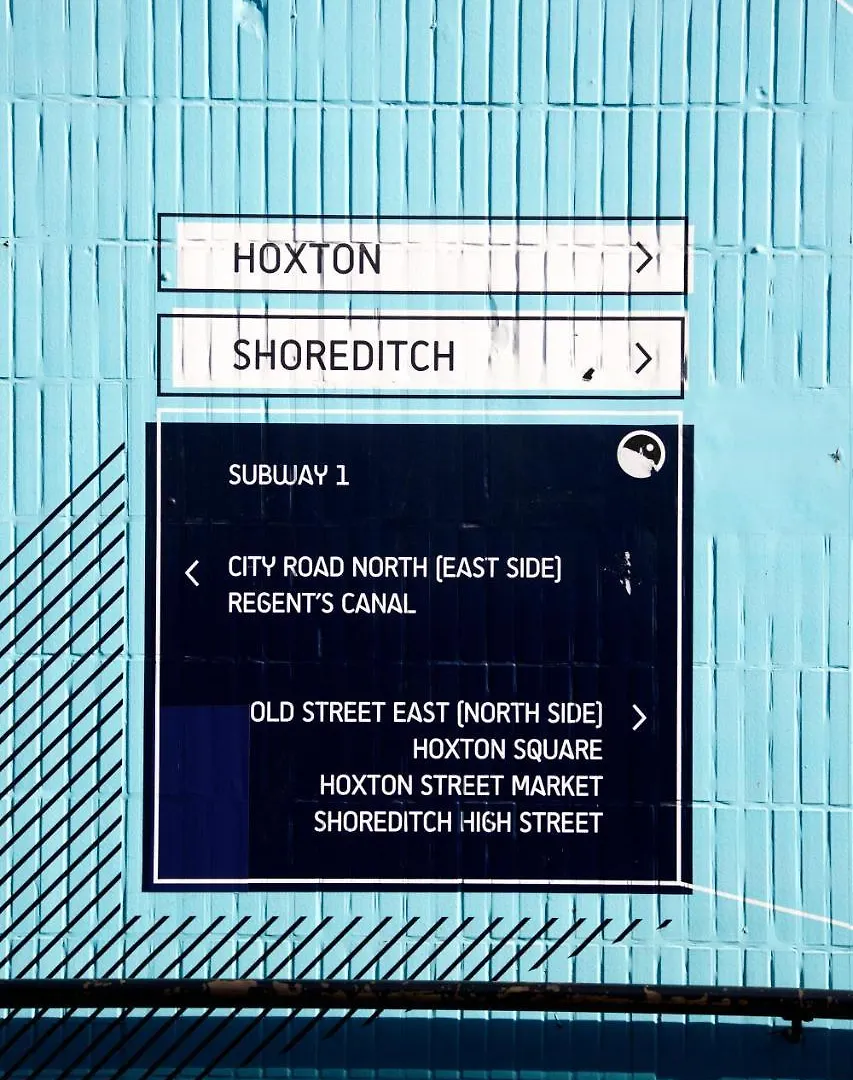 HOXTON >
SHOREDITCH >
SUBWAY 1
< CITY ROAD NORTH (EAST SIDE)
REGENT'S CANAL
OLD STREET EAST (NORTH SIDE) >
HOXTON SQUARE
HOXTON STREET MARKET
SHOREDITCH HIGH STREET